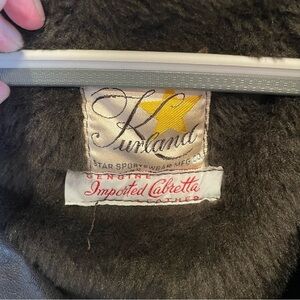 Kurland
STAR SPORTSWEAR MFG. CO.
GENUINE
Imported Cabretta
LEATHER